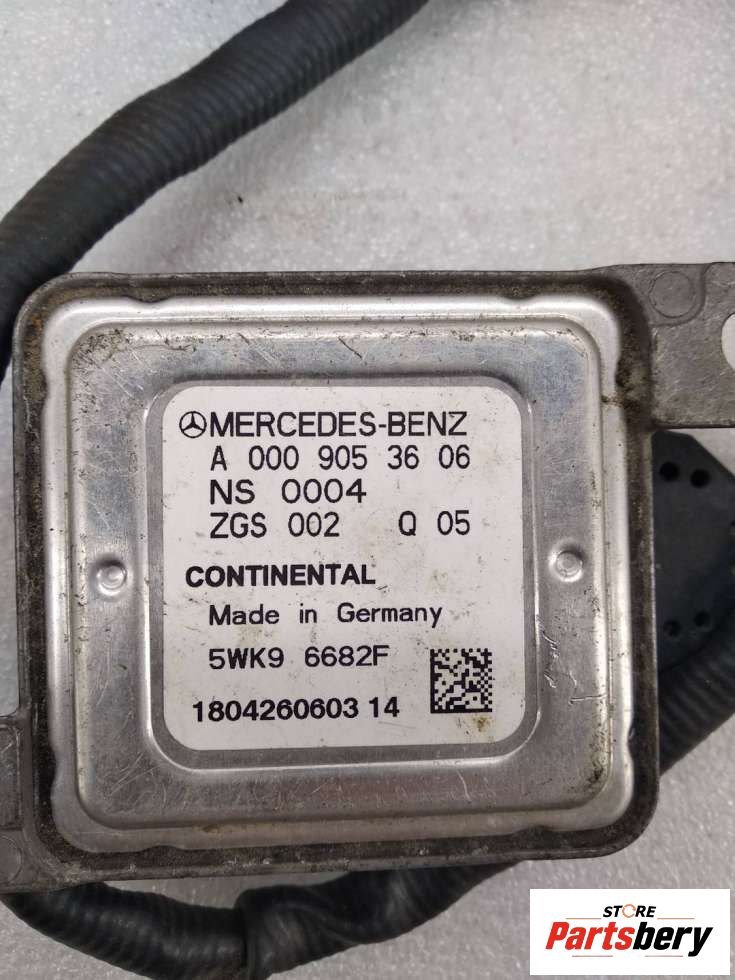 MERCEDES-BENZ
A 000 905 36 06
NS 0004
ZGS 002 Q 05
CONTINENTAL
Made in Germany
5WK9 6682F
1804260603 14
STORE
Partsbery